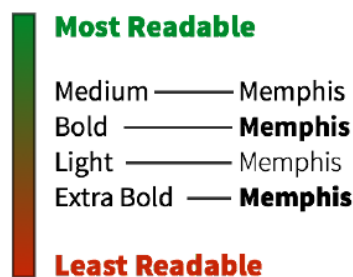 Most Readable
Medium Memphis
Bold Memphis
Light Memphis
Extra Bold Memphis
Least Readable